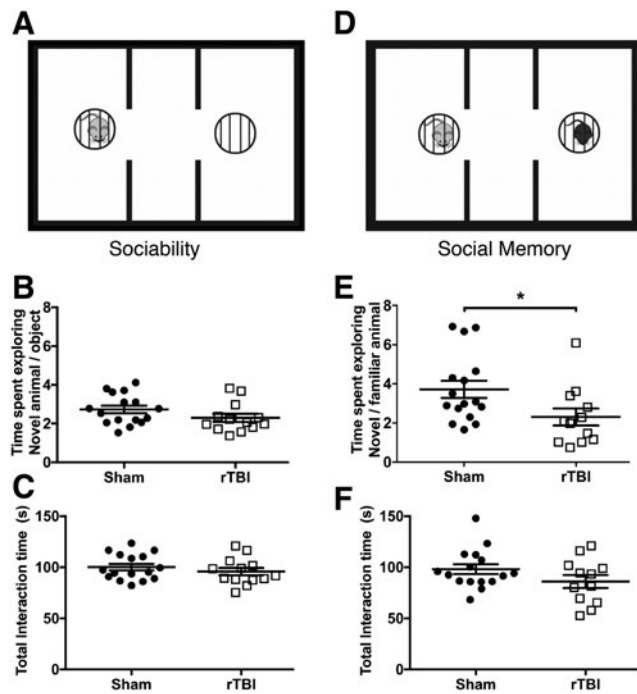 A
Sociability
B
Time spent exploring
Novel animal / object
8
6
4
2
0
Sham
rTBI
C
Total Interaction time (s)
150
100
50
0
Sham
rTBI
D
Social Memory
E
*
Time spent exploring
Novel / familiar animal
8
6
4
2
0
Sham
rTBI
F
Total Interaction time (s)
150
100
50
0
Sham
rTBI